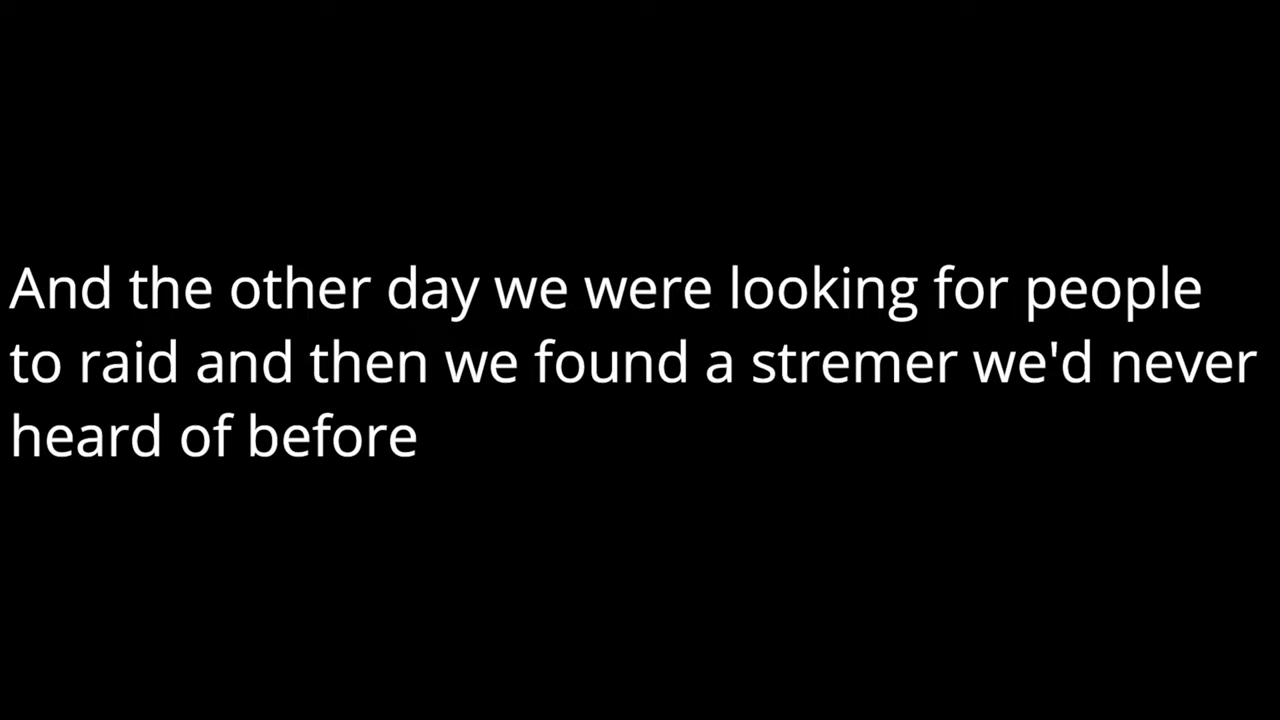 And the other day we were looking for people
to raid and then we found a stremer we'd never
heard of before